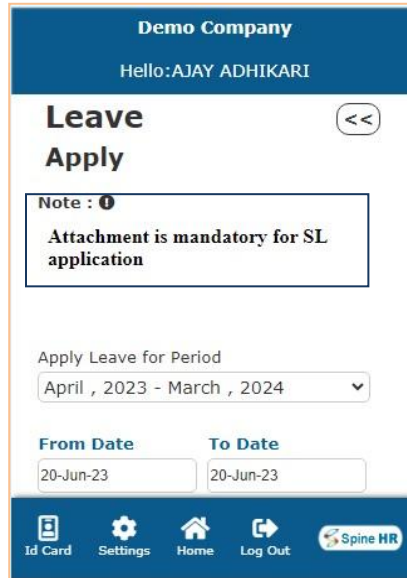 Demo Company
Hello:AJAY ADHIKARI
Leave
<<
Apply
Note :
Attachment is mandatory for SL
application
Apply Leave for Period
April , 2023 - March , 2024
From Date To Date
20-Jun-23 20-Jun-23
Id Card Settings Home Log Out Spine HR